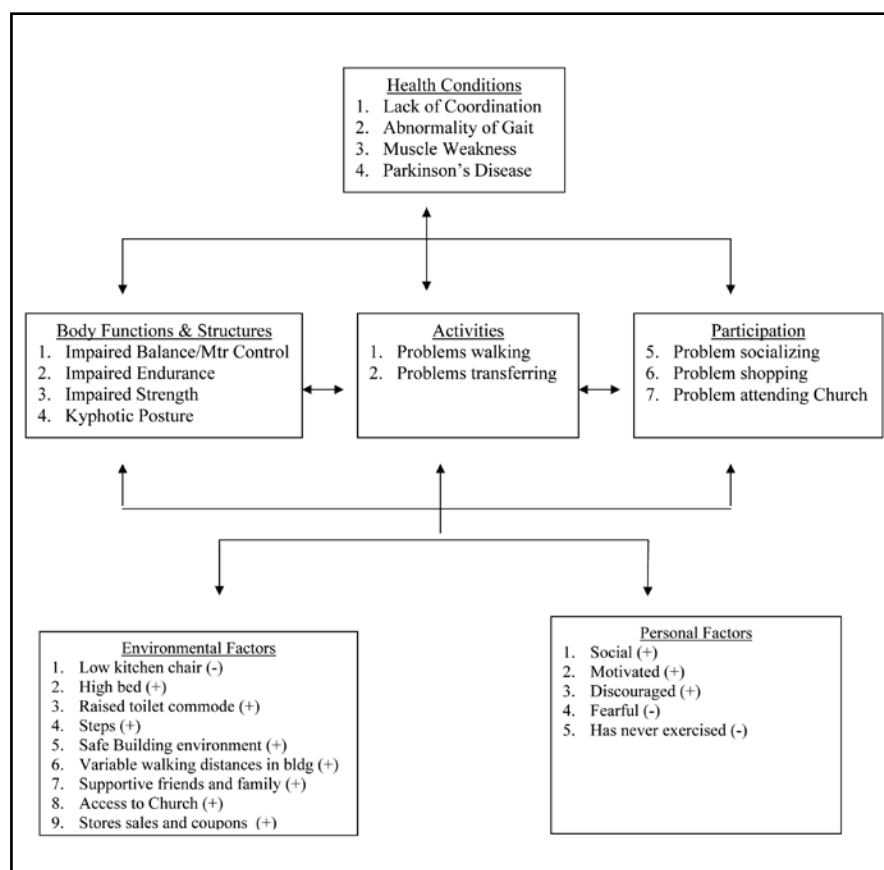 Health Conditions
1. Lack of Coordination
2. Abnormality of Gait
3. Muscle Weakness
4. Parkinson's Disease
Body Functions & Structures
1. Impaired Balance/Mtr Control
2. Impaired Endurance
3. Impaired Strength
4. Kyphotic Posture
Activities
1. Problems walking
2. Problems transferring
Participation
5. Problem socializing
6. Problem shopping
7. Problem attending Church
Environmental Factors
1. Low kitchen chair (-)
2. High bed (+)
3. Raised toilet commode (+)
4. Steps (+)
5. Safe Building environment (+)
6. Variable walking distances in bldg (+)
7. Supportive friends and family (+)
8. Access to Church (+)
9. Stores sales and coupons (+)
Personal Factors
1. Social (+)
2. Motivated (+)
3. Discouraged (+)
4. Fearful (-)
5. Has never exercised (-)